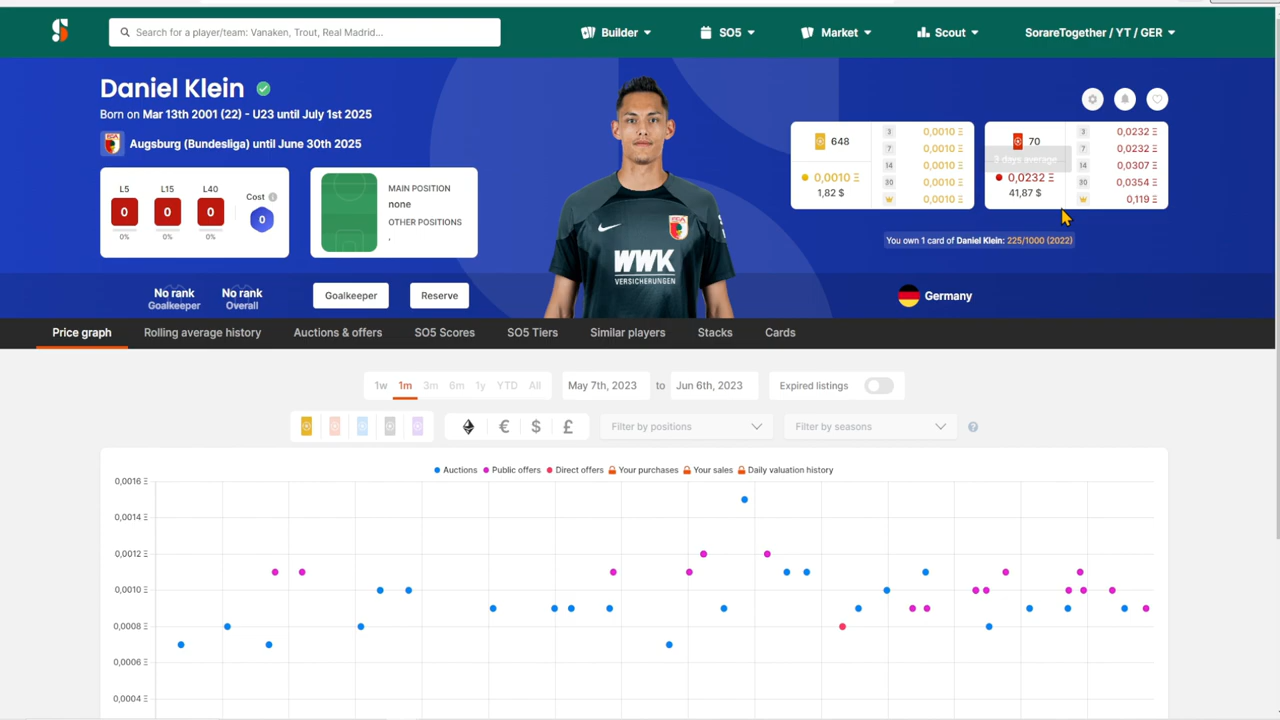 Search for a player/team: Vanaken, Trout, Real Madrid...
Builder SO5 Market Scout SorareTogether / YT / GER
Daniel Klein
Born on Mar 13th 2001 (22) - U23 until July 1st 2025
Augsburg (Bundesliga) until June 30th 2025
L5 L15 L40 Cost
0 0 0 0
0% 0% 0%
MAIN POSITION
none
OTHER POSITIONS
,
WWK
VERSICHERUNGEN
648
0,0010 Ξ
1,82 $
3 0,0010 Ξ
7 0,0010 Ξ
14 0,0010 Ξ
30 0,0010 Ξ
0,0010 Ξ
70
3 days average
0,0232 Ξ
41,87 $
3 0,0232 Ξ
7 0,0232 Ξ
14 0,0307 Ξ
30 0,0354 Ξ
0,119 Ξ
You own 1 card of Daniel Klein: 225/1000 (2022)
No rank
Goalkeeper
No rank
Overall
Goalkeeper
Reserve
Germany
Price graph Rolling average history Auctions & offers SO5 Scores SO5 Tiers Similar players Stacks Cards
1w 1m 3m 6m 1y YTD All May 7th, 2023 to Jun 6th, 2023 Expired listings
€ $ £ Filter by positions Filter by seasons ?
Auctions Public offers Direct offers Your purchases Your sales Daily valuation history
0,0016 Ξ
0,0014 Ξ
0,0012 Ξ
0,0010 Ξ
0,0008 Ξ
0,0006 Ξ
0,0004 Ξ